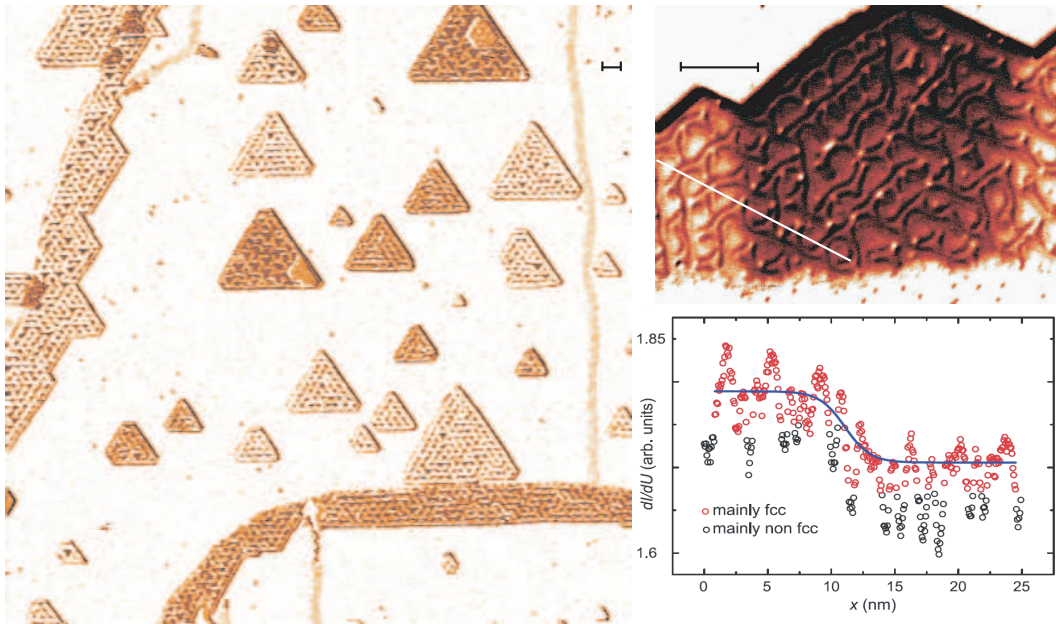 1.85
1.6
dI/dU (arb. units)
mainly fcc
mainly non fcc
0 5 10 15 20 25
x (nm)